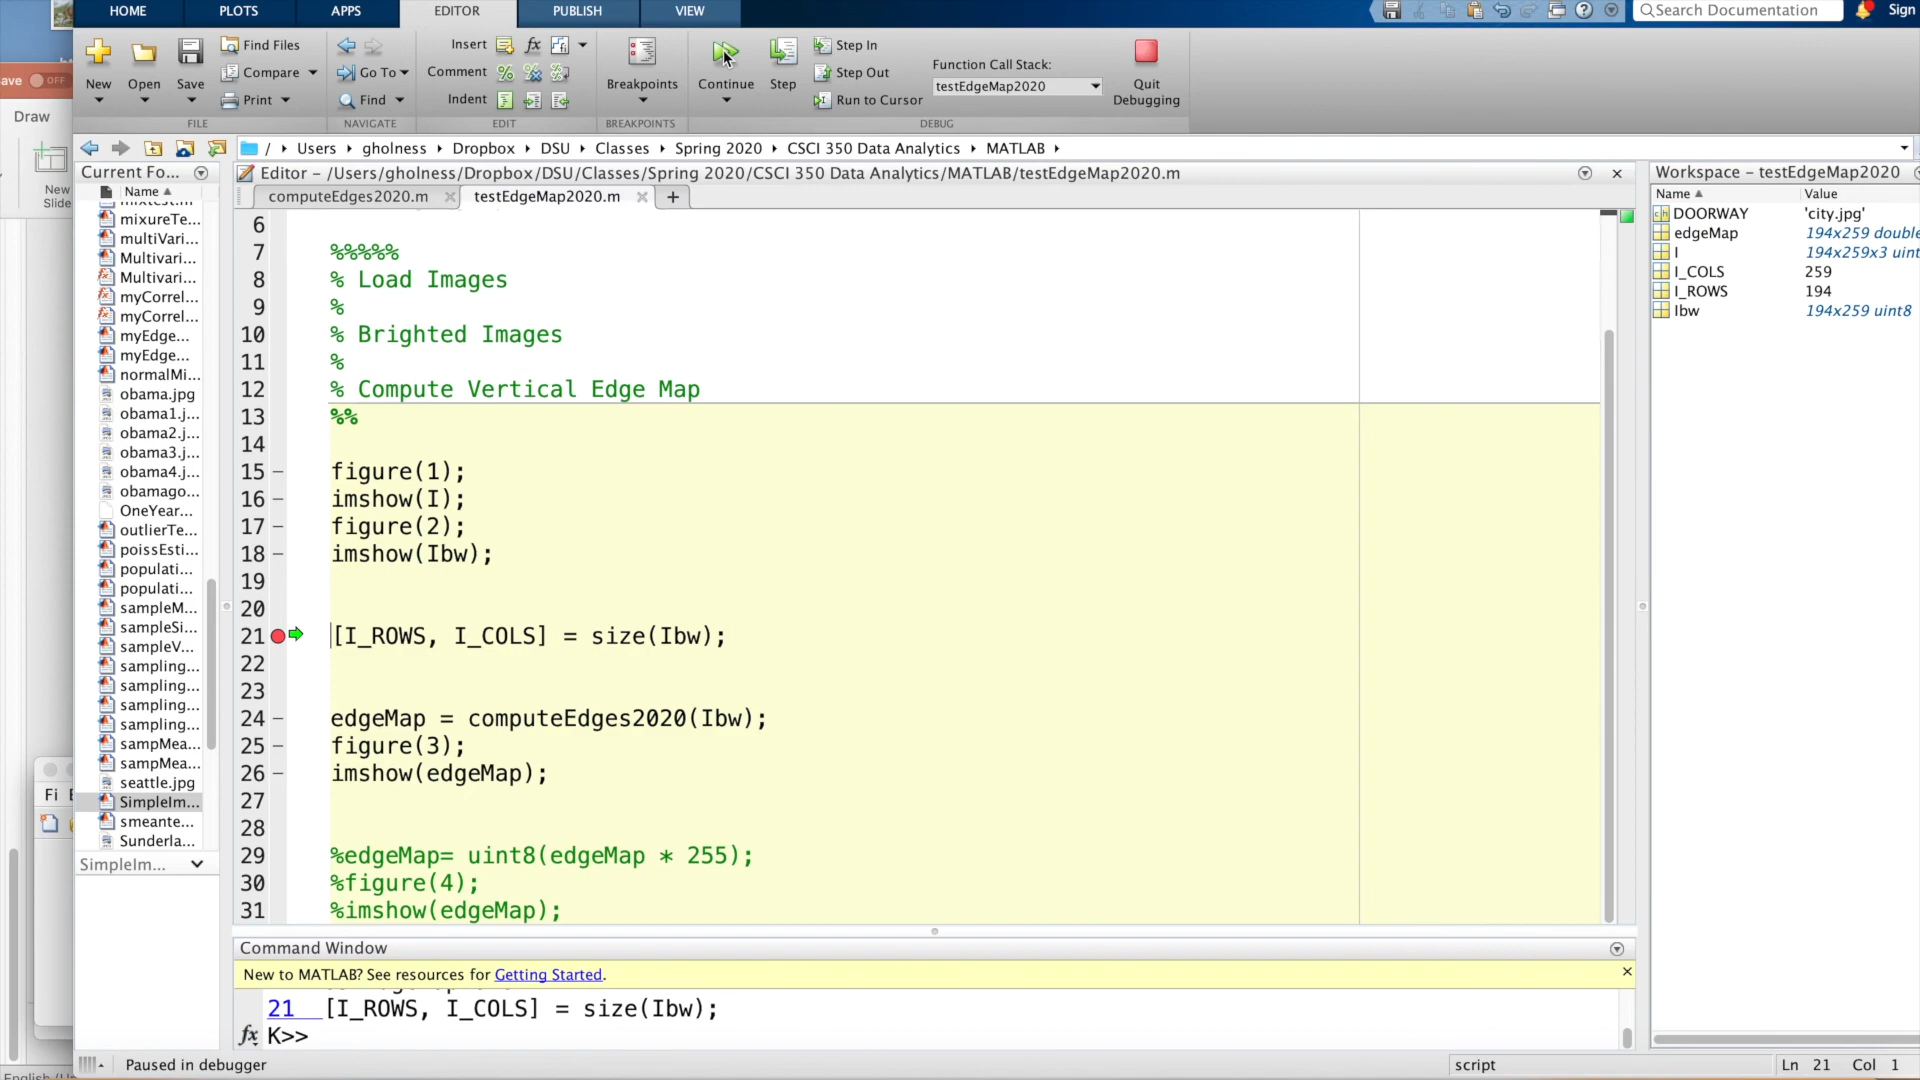 HOME PLOTS APPS EDITOR PUBLISH VIEW
Search Documentation Sign
ave OFF
Draw
New
Slide
New Open Save
Find Files
Compare
Print
FILE
Go To
Find
NAVIGATE
Insert fx
Comment
Indent
EDIT
Breakpoints
BREAKPOINTS
Continue Step
Step In
Step Out
Run to Cursor
Function Call Stack:
testEdgeMap2020
DEBUG
Quit
Debugging
/ Users gholness Dropbox DSU Classes Spring 2020 CSCI 350 Data Analytics MATLAB
Current Fo...
Name
mixtest.m
mixureTe...
multiVari...
Multivari...
Multivari...
myCorrel...
myCorrel...
myEdge...
myEdge...
normalMi...
obama.jpg
obama1.j...
obama2.j...
obama3.j...
obama4.j...
obamago...
OneYear...
outlierTe...
poissEsti...
populati...
populati...
sampleM...
sampleSi...
sampleV...
sampling...
sampling...
sampling...
sampling...
sampMea...
sampMea...
seattle.jpg
SimpleIm...
smeante...
Sunderla...
SimpleIm...
Fi
Editor - /Users/gholness/Dropbox/DSU/Classes/Spring 2020/CSCI 350 Data Analytics/MATLAB/testEdgeMap2020.m
computeEdges2020.m testEdgeMap2020.m +
6
7 %%%%%
8 % Load Images
9 %
10 % Brighted Images
11 %
12 % Compute Vertical Edge Map
13 %%
14
15 figure(1);
16 imshow(I);
17 figure(2);
18 imshow(Ibw);
19
20
21 [I_ROWS, I_COLS] = size(Ibw);
22
23
24 edgeMap = computeEdges2020(Ibw);
25 figure(3);
26 imshow(edgeMap);
27
28
29 %edgeMap= uint8(edgeMap * 255);
30 %figure(4);
31 %imshow(edgeMap);
Command Window
New to MATLAB? See resources for Getting Started.
21 [I_ROWS, I_COLS] = size(Ibw);
fx K>>
Workspace - testEdgeMap2020
Name Value
DOORWAY 'city.jpg'
edgeMap 194x259 double
I 194x259x3 uint
I_COLS 259
I_ROWS 194
Ibw 194x259 uint8
Paused in debugger script Ln 21 Col 1